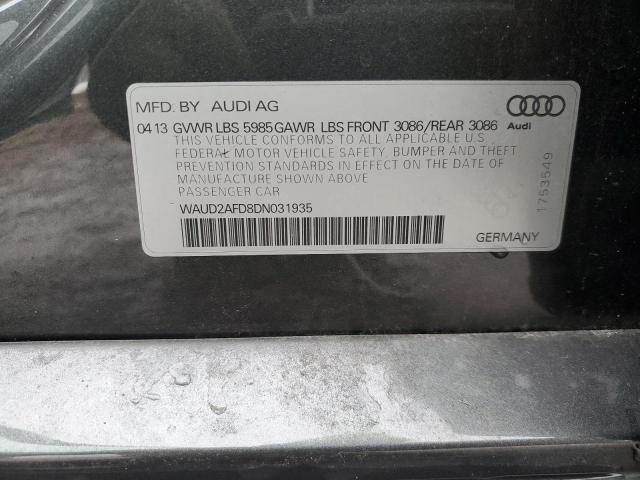 MFD. BY AUDI AG
Audi
04 13 GVWR LBS 5985 GAWR LBS FRONT 3086/REAR 3086
THIS VEHICLE CONFORMS TO ALL APPLICABLE U.S.
FEDERAL MOTOR VEHICLE SAFETY, BUMPER AND THEFT
PREVENTION STANDARDS IN EFFECT ON THE DATE OF
MANUFACTURE SHOWN ABOVE
PASSENGER CAR
WAUD2AFD8DN031935
1753549
GERMANY